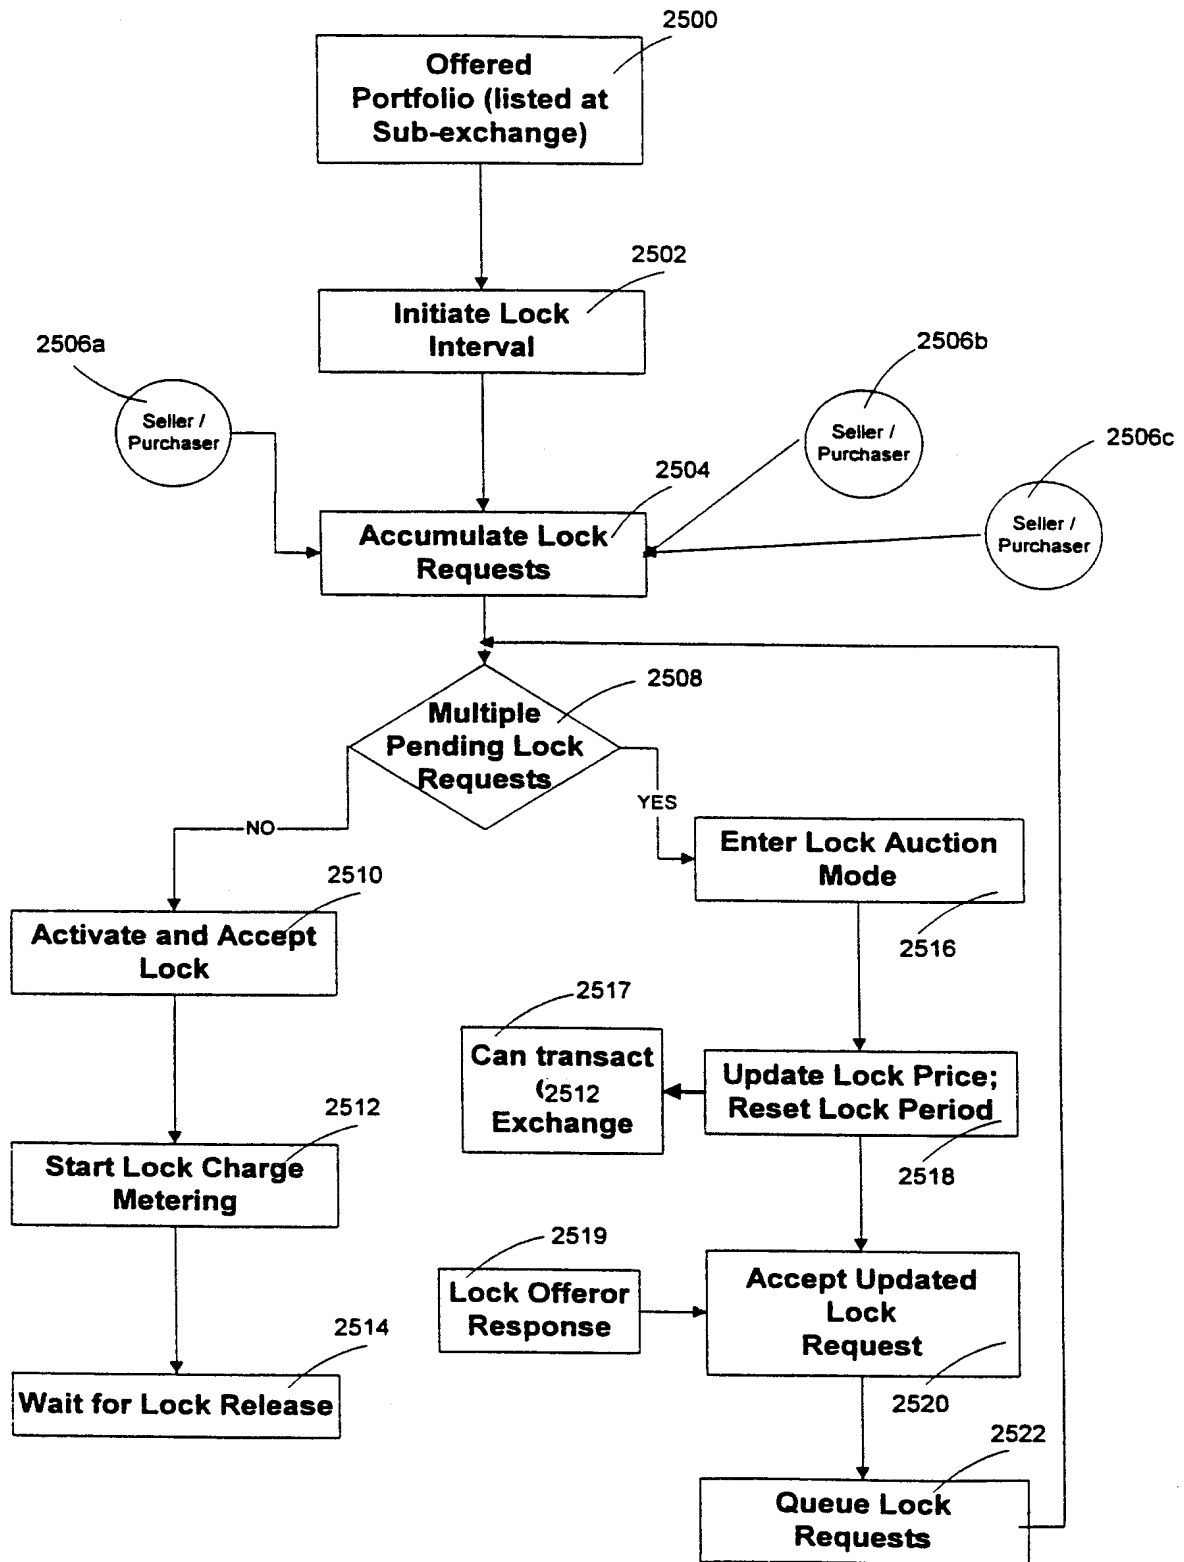 2500
Offered
Portfolio (listed at
Sub-exchange)
2502
Initiate Lock
Interval
2506a
Seller /
Purchaser
2506b
Seller /
Purchaser
2506c
Seller /
Purchaser
2504
Accumulate Lock
Requests
2508
Multiple
Pending Lock
Requests
NO
YES
2510
Activate and Accept
Lock
Enter Lock Auction
Mode
2516
2517
Can transact
(2512
Exchange
Update Lock Price;
Reset Lock Period
2518
2512
Start Lock Charge
Metering
2519
Lock Offeror
Response
Accept Updated
Lock
Request
2520
2514
Wait for Lock Release
2522
Queue Lock
Requests